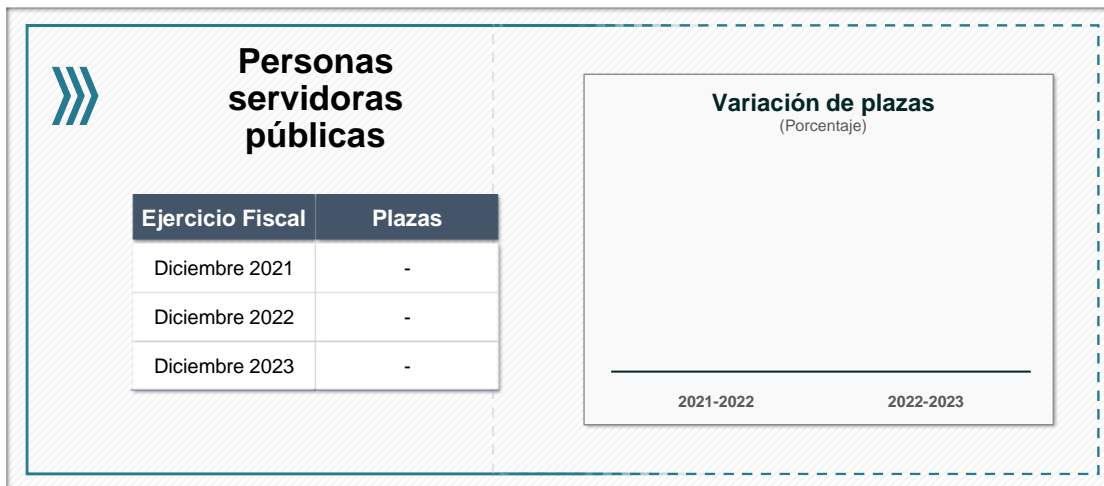 Personas
servidoras
públicas
Ejercicio Fiscal Plazas
Diciembre 2021 -
Diciembre 2022 -
Diciembre 2023 -
Variación de plazas
(Porcentaje)
2021-2022 2022-2023